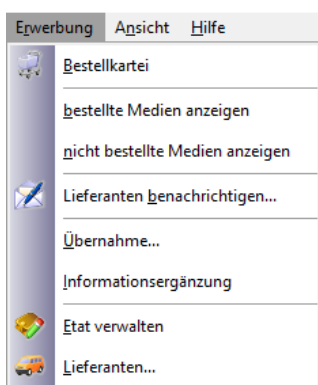 Erwerbung Ansicht Hilfe
Bestellkartei
bestellte Medien anzeigen
nicht bestellte Medien anzeigen
Lieferanten benachrichtigen...
Übernahme...
Informationsergänzung
Etat verwalten
Lieferanten...